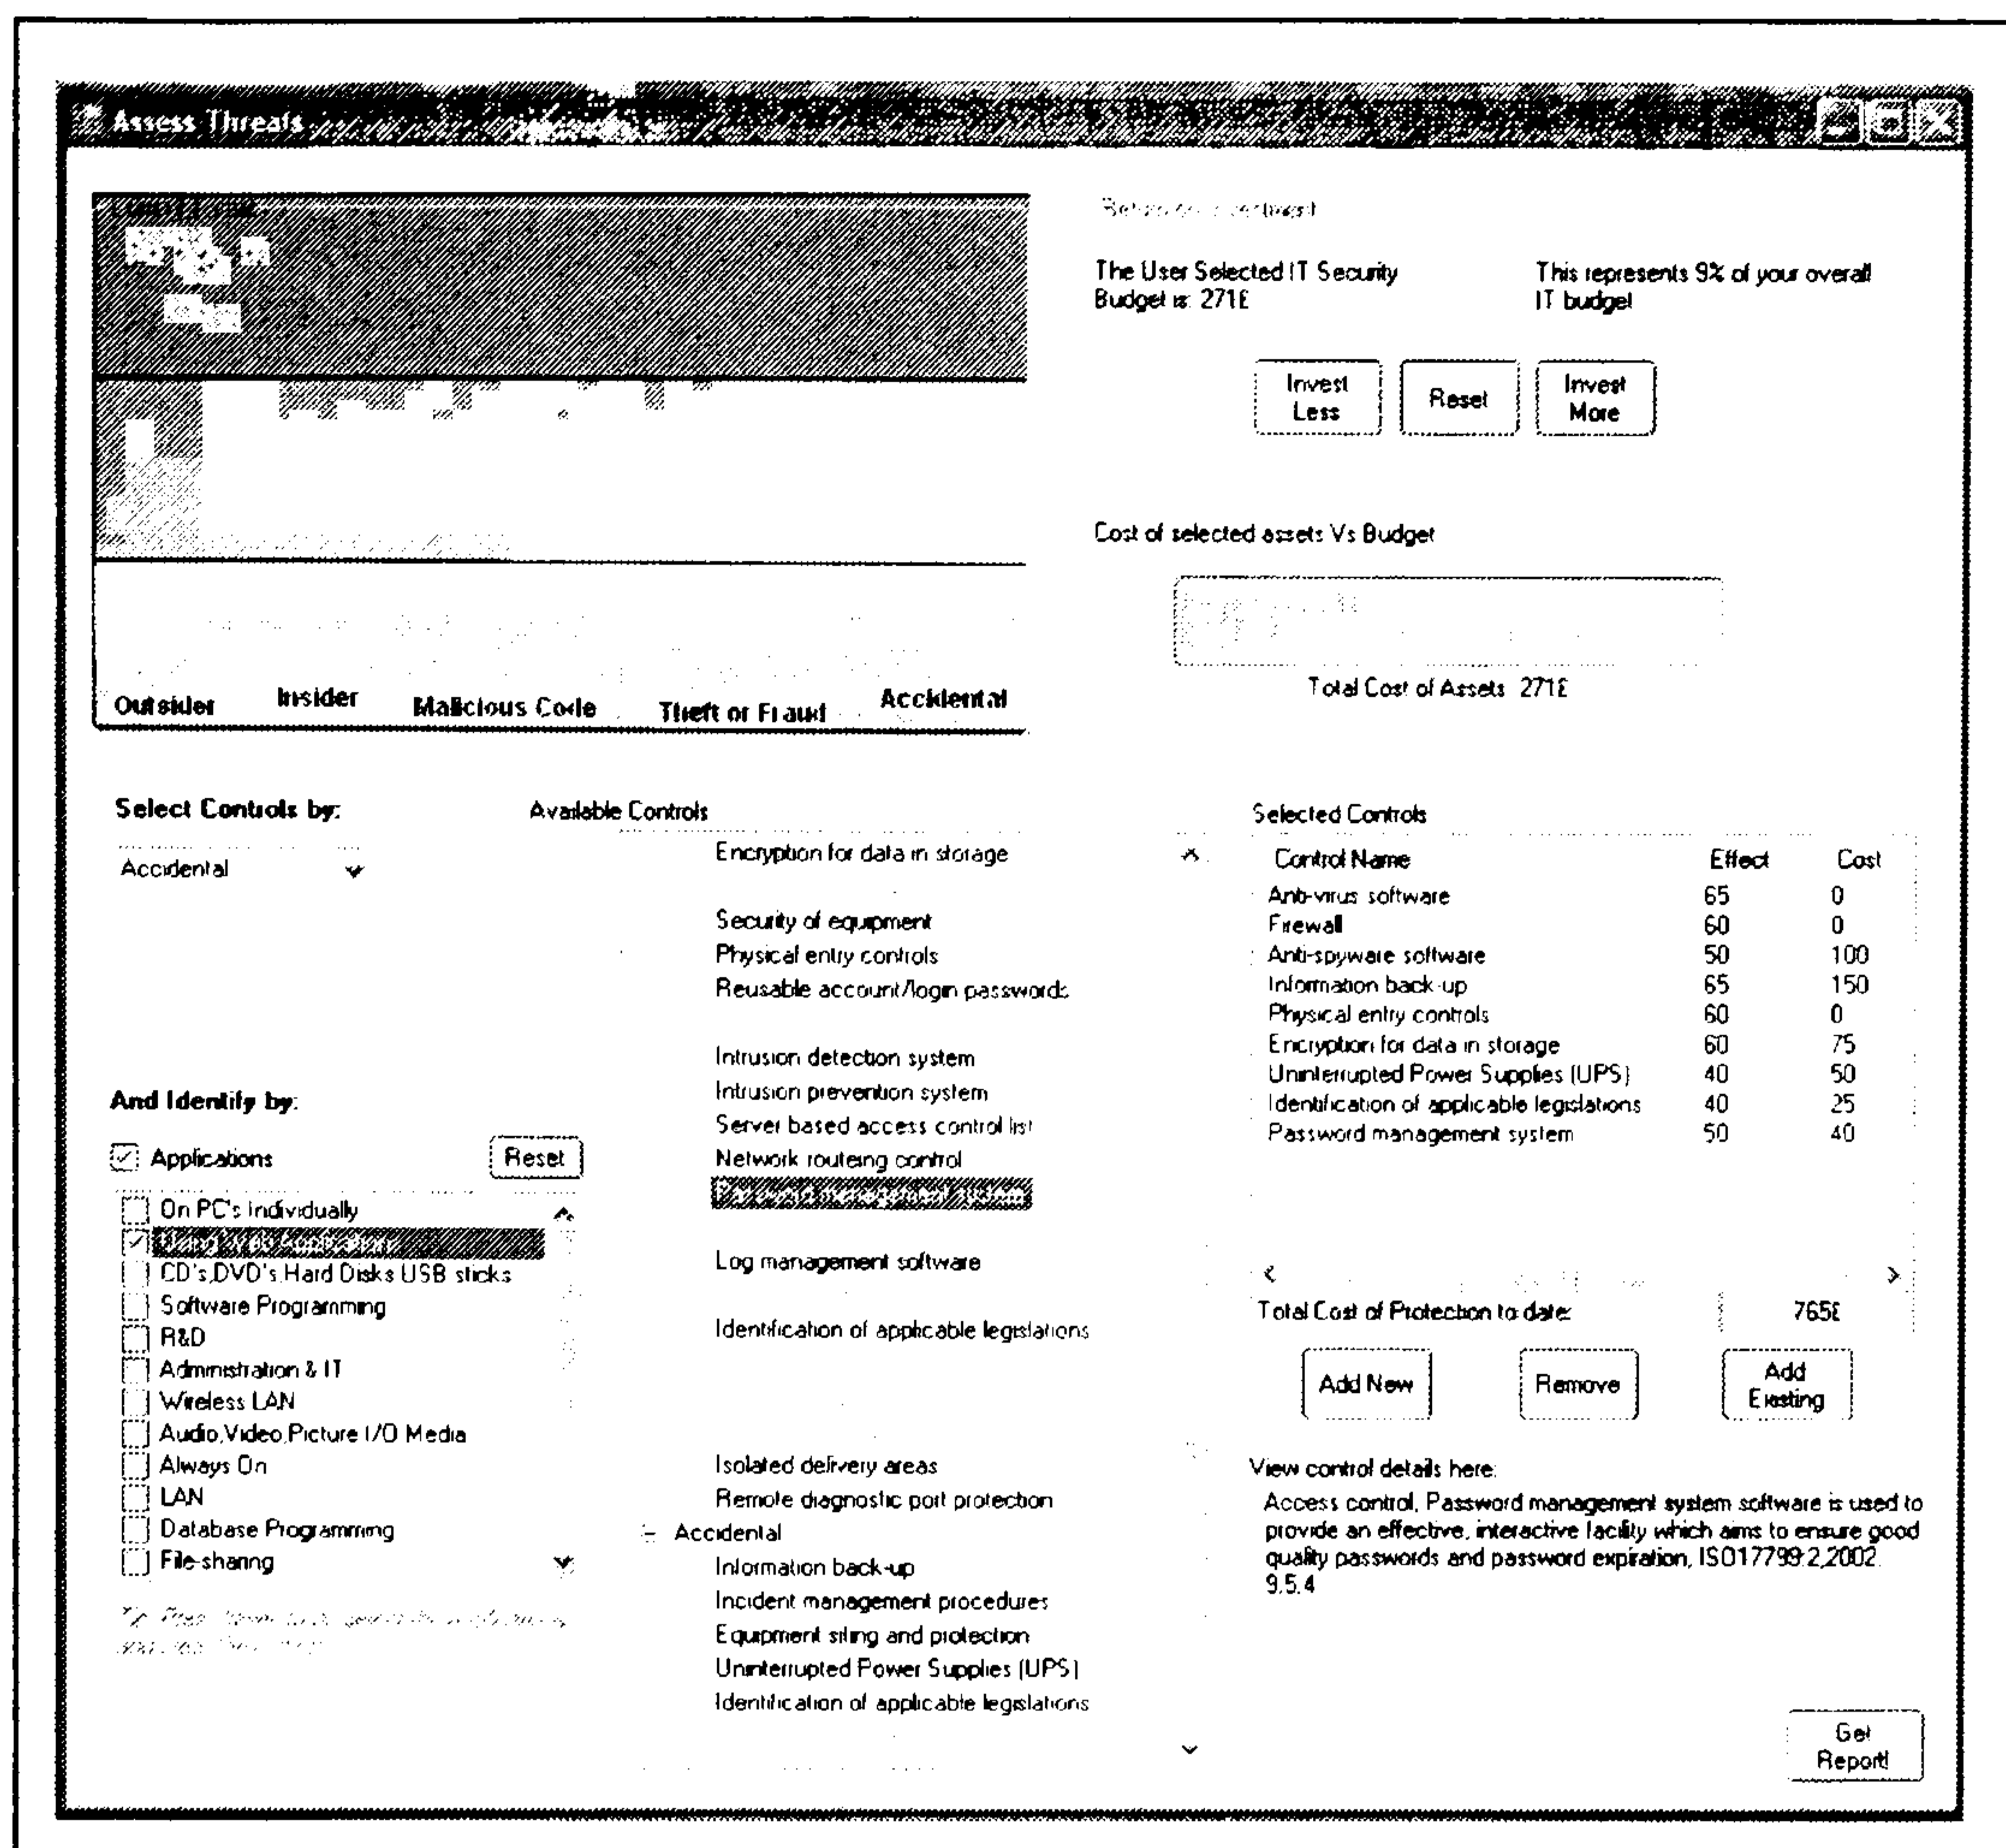 Assess Threats
Return on Investment
The User Selected IT Security
Budget is: 271£
This represents 9% of your overall
IT budget
Invest
Less
Reset
Invest
More
Cost of selected assets Vs Budget
Total Cost of Assets 271£
Outsider
Insider
Malicious Code
Theft or Fraud
Accidental
Select Controls by:
Accidental
And Identify by:
Applications
Reset
On PC's Individually
Using Web Applications
CD's,DVD's,Hard Disks USB sticks
Software Programming
R&D
Administration & IT
Wireless LAN
Audio,Video,Picture I/O Media
Always On
LAN
Database Programming
File-sharing
Available Controls
Encryption for data in storage
Security of equipment
Physical entry controls
Reusable account/login passwords
Intrusion detection system
Intrusion prevention system
Server based access control list
Network routeing control
Password management system
Log management software
Identification of applicable legislations
Isolated delivery areas
Remote diagnostic port protection
Accidental
Information back-up
Incident management procedures
Equipment siting and protection
Uninterrupted Power Supplies (UPS)
Identification of applicable legislations
Selected Controls
Control Name Effect Cost
Anti-virus software 65 0
Firewall 60 0
Anti-spyware software 50 100
Information back-up 65 150
Physical entry controls 60 0
Encryption for data in storage 60 75
Uninterrupted Power Supplies (UPS) 40 50
Identification of applicable legislations 40 25
Password management system 50 40
Total Cost of Protection to date: 765£
Add New
Remove
Add
Existing
View control details here:
Access control, Password management system software is used to
provide an effective, interactive facility which aims to ensure good
quality passwords and password expiration, ISO17799:2,2002.
9.5.4
Get
Report!